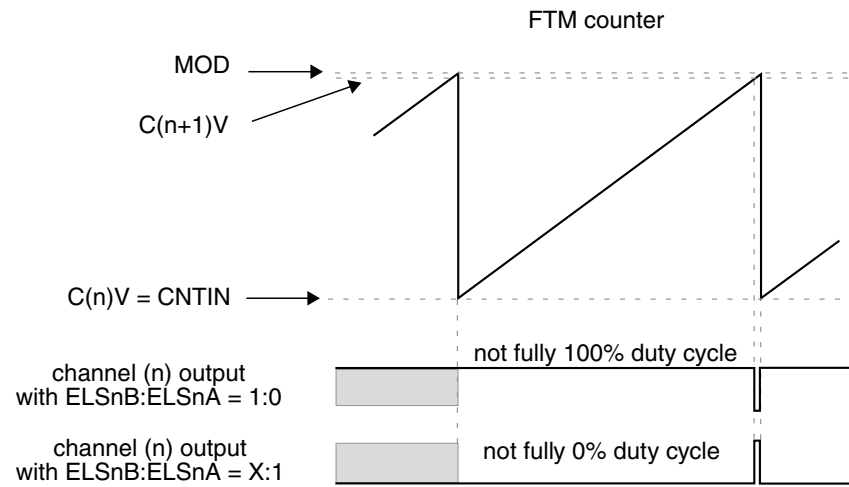 FTM counter
MOD
C(n+1)V
C(n)V = CNTIN
not fully 100% duty cycle
channel (n) output
with ELSnB:ELSnA = 1:0
channel (n) output
with ELSnB:ELSnA = X:1
not fully 0% duty cycle